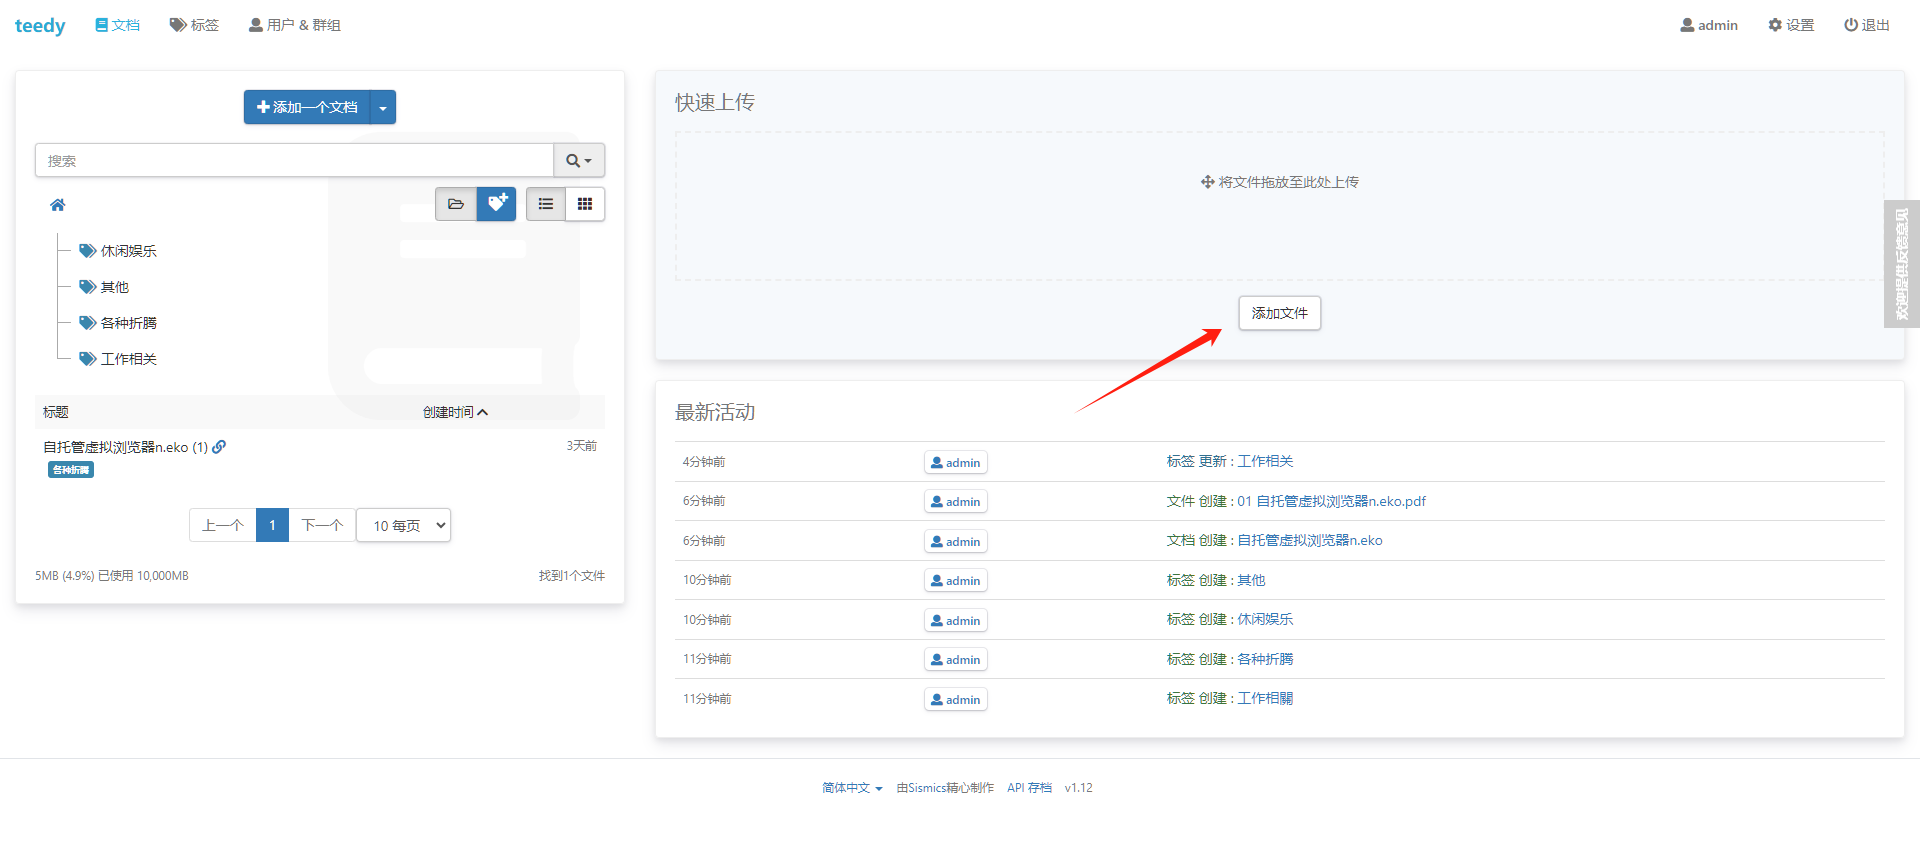 teedy 文档 标签 用户 & 群组 admin 设置 退出
添加一个文档
搜索
休闲娱乐
其他
各种折腾
工作相关
标题 创建时间
自托管虚拟浏览器n.eko (1) 3天前
各种折腾
上一个 1 下一个 10 每页
5MB (4.9%) 已使用 10,000MB 找到1个文件
快速上传
将文件拖放至此处上传
添加文件
欢迎提供反馈意见
最新活动
4分钟前 admin 标签 更新 : 工作相关
6分钟前 admin 文件 创建 : 01 自托管虚拟浏览器n.eko.pdf
6分钟前 admin 文档 创建 : 自托管虚拟浏览器n.eko
10分钟前 admin 标签 创建 : 其他
10分钟前 admin 标签 创建 : 休闲娱乐
11分钟前 admin 标签 创建 : 各种折腾
11分钟前 admin 标签 创建 : 工作相關
简体中文 由Sismics精心制作 API 存档 v1.12